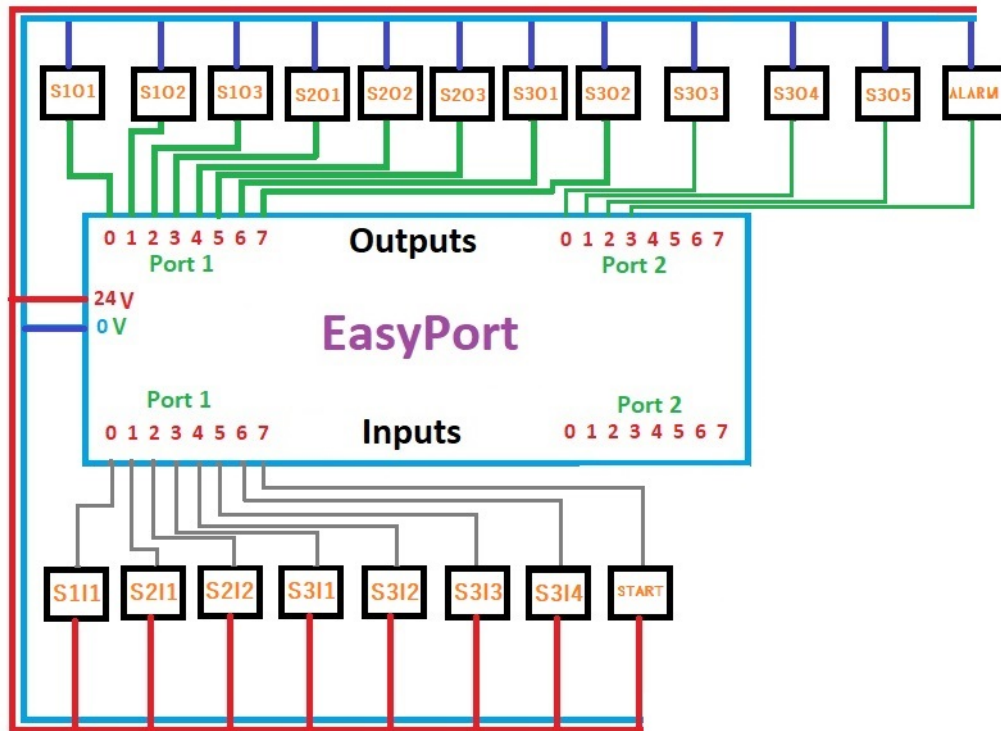 S1O1 S1O2 S1O3 S2O1 S2O2 S2O3 S3O1 S3O2 S3O3 S3O4 S3O5 ALARM
0 1 2 3 4 5 6 7 Outputs 0 1 2 3 4 5 6 7
Port 1 Port 2
24 V
0 V
EasyPort
Port 1 Port 2
0 1 2 3 4 5 6 7 Inputs 0 1 2 3 4 5 6 7
S1I1 S2I1 S2I2 S3I1 S3I2 S3I3 S3I4 START